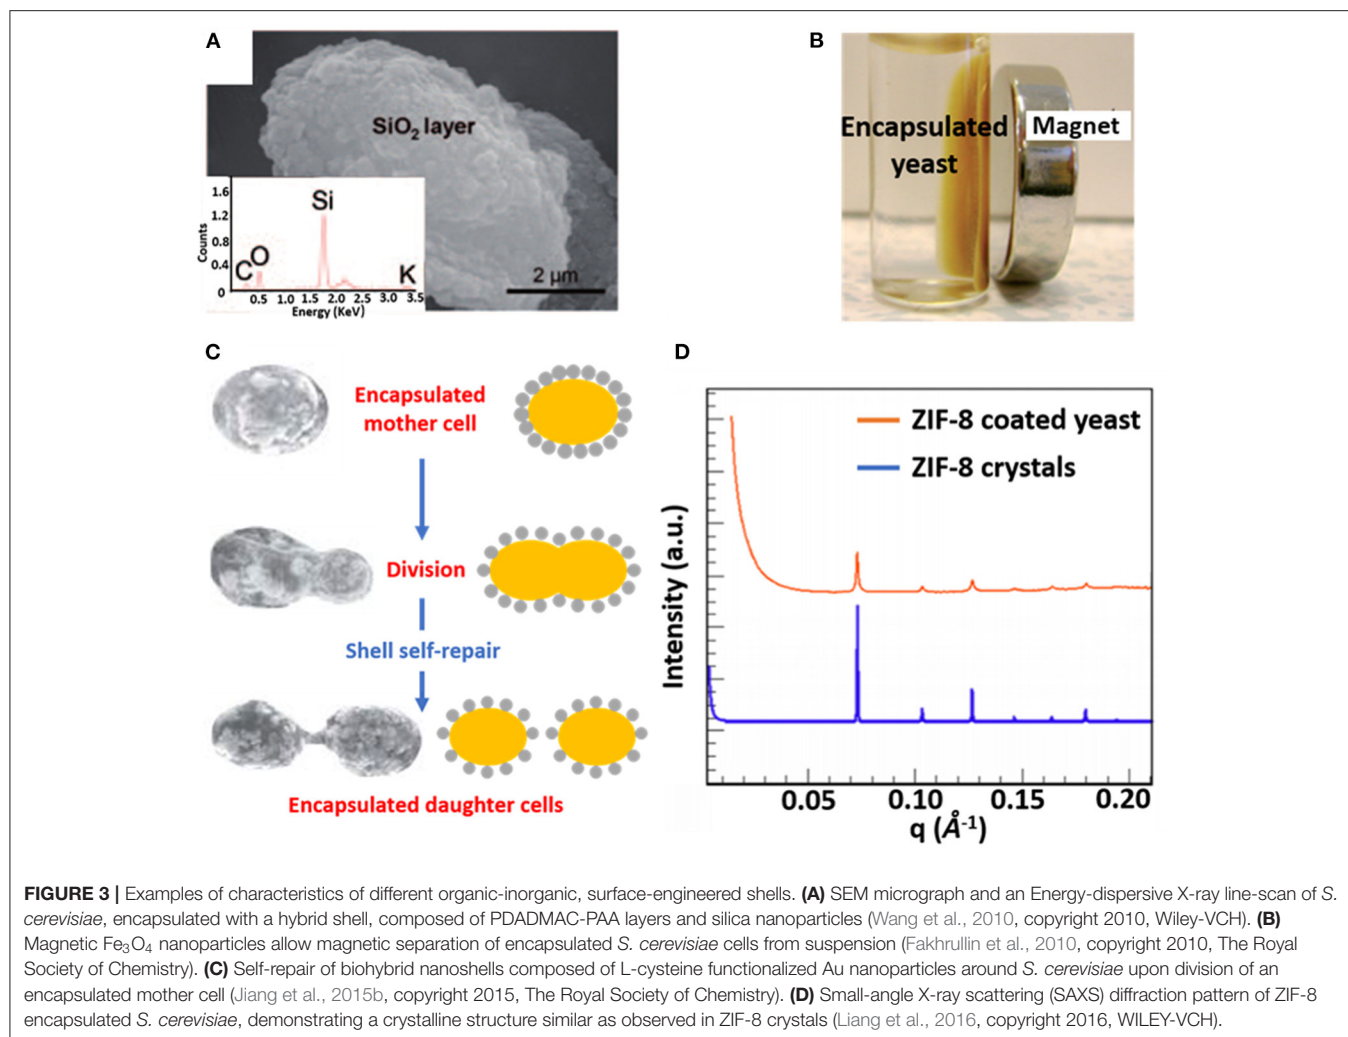 A
SiO2 layer
1.6
1.2
0.8
0.4
0
Counts
Si
C
O
K
0.5 1.0 1.5 2.0 2.5 3.0 3.5
Energy (KeV)
2 μm
B
Encapsulated
yeast
Magnet
C
Encapsulated
mother cell
Division
Shell self-repair
Encapsulated daughter cells
D
ZIF-8 coated yeast
ZIF-8 crystals
Intensity (a.u.)
0.05 0.10 0.15 0.20
q (Å-1)
FIGURE 3 | Examples of characteristics of different organic-inorganic, surface-engineered shells. (A) SEM micrograph and an Energy-dispersive X-ray line-scan of S.
cerevisiae, encapsulated with a hybrid shell, composed of PDADMAC-PAA layers and silica nanoparticles (Wang et al., 2010, copyright 2010, Wiley-VCH). (B)
Magnetic Fe3O4 nanoparticles allow magnetic separation of encapsulated S. cerevisiae cells from suspension (Fakhrullin et al., 2010, copyright 2010, The Royal
Society of Chemistry). (C) Self-repair of biohybrid nanoshells composed of L-cysteine functionalized Au nanoparticles around S. cerevisiae upon division of an
encapsulated mother cell (Jiang et al., 2015b, copyright 2015, The Royal Society of Chemistry). (D) Small-angle X-ray scattering (SAXS) diffraction pattern of ZIF-8
encapsulated S. cerevisiae, demonstrating a crystalline structure similar as observed in ZIF-8 crystals (Liang et al., 2016, copyright 2016, WILEY-VCH).